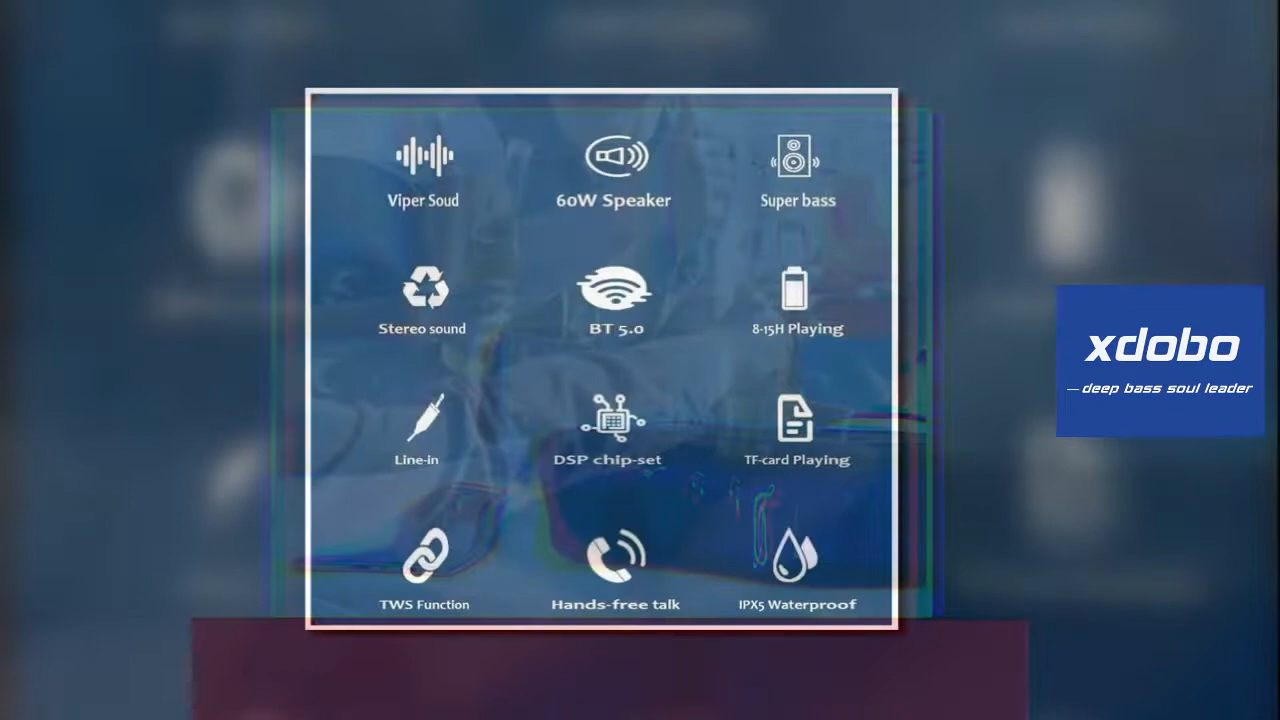 Viper Soud
60W Speaker
Super bass
Stereo sound
BT 5.0
8-15H Playing
xdobo
—deep bass soul leader
Line-in
DSP chip-set
TF-card Playing
TWS Function
Hands-free talk
IPX5 Waterproof